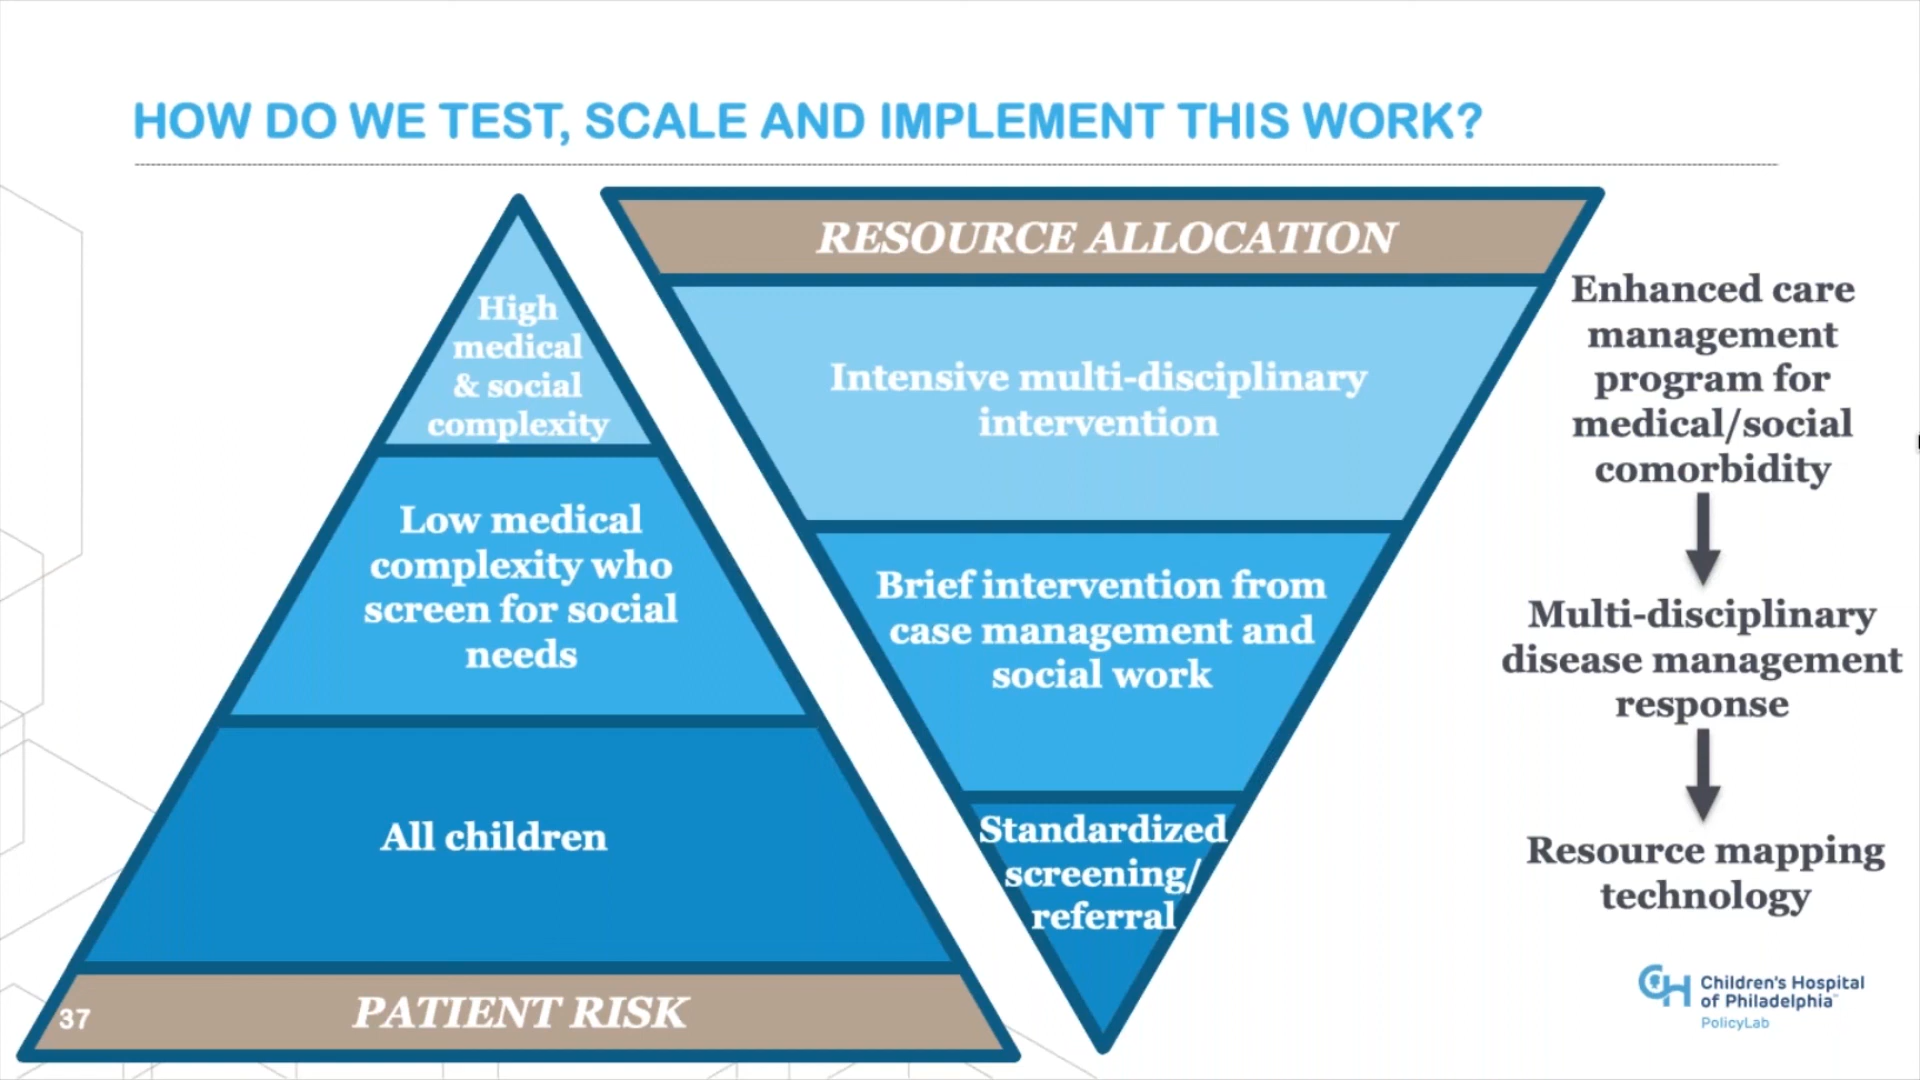 HOW DO WE TEST, SCALE AND IMPLEMENT THIS WORK?
High
medical
& social
complexity
Low medical
complexity who
screen for social
needs
All children
PATIENT RISK
37
RESOURCE ALLOCATION
Intensive multi-disciplinary
intervention
Brief intervention from
case management and
social work
Standardized
screening/
referral
Enhanced care
management
program for
medical/social
comorbidity
Multi-disciplinary
disease management
response
Resource mapping
technology
CH
Children's Hospital
of Philadelphia™
PolicyLab